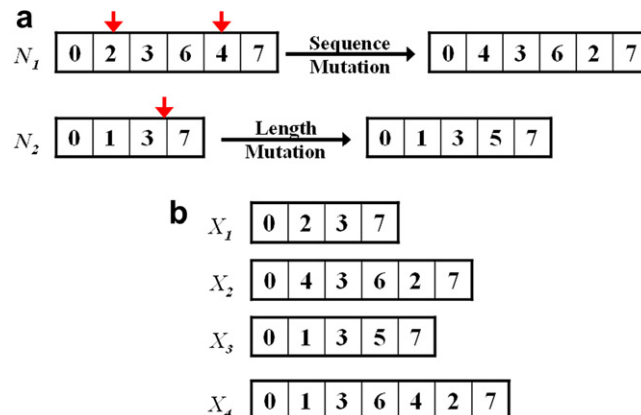 a
N1 0 2 3 6 4 7 Sequence Mutation 0 4 3 6 2 7
N2 0 1 3 7 Length Mutation 0 1 3 5 7
b
X1 0 2 3 7
X2 0 4 3 6 2 7
X3 0 1 3 5 7
X4 0 1 3 6 4 2 7